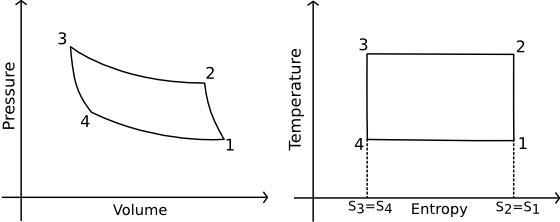 Pressure
3
2
4
1
Volume
Temperature
3
2
4
1
S3=S4
Entropy
S2=S1